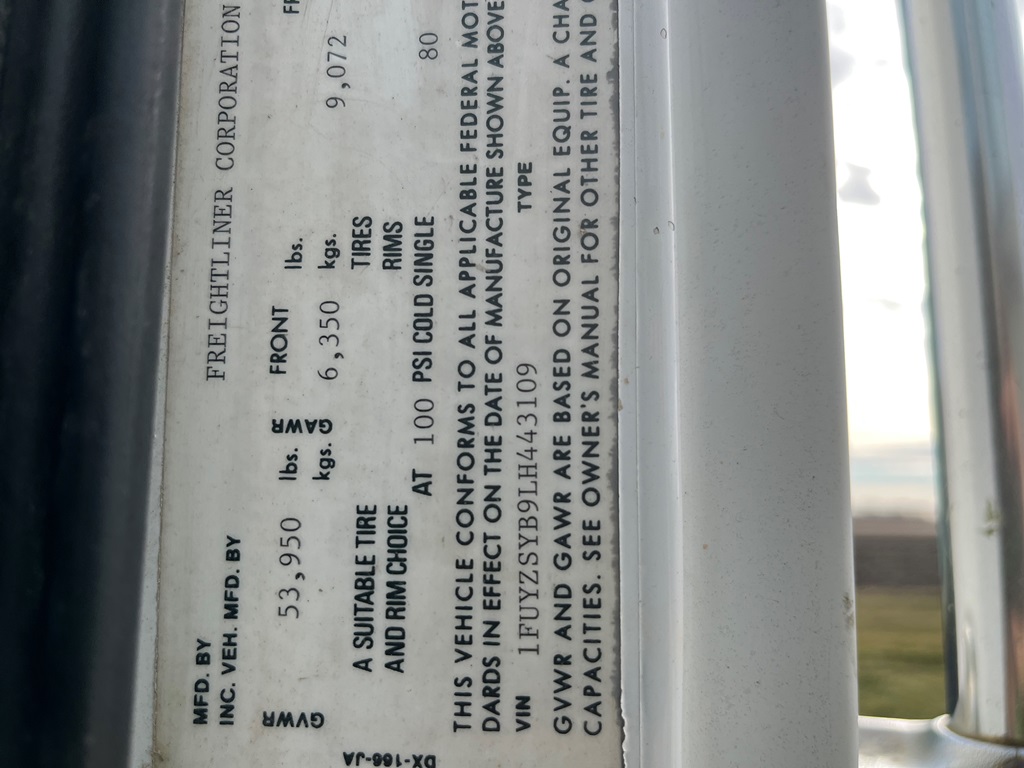 MFD. BY FREIGHTLINER CORPORATION
INC. VEH. MFD. BY
GVWR 53,950 lbs. kgs. GAWR FRONT lbs. 6,350 kgs. 9,072
A SUITABLE TIRE TIRES
AND RIM CHOICE RIMS
AT 100 PSI COLD SINGLE 80
THIS VEHICLE CONFORMS TO ALL APPLICABLE FEDERAL MOT
DARDS IN EFFECT ON THE DATE OF MANUFACTURE SHOWN ABOVE
VIN 1FUYZSYB9LH443109 TYPE
GVWR AND GAWR ARE BASED ON ORIGINAL EQUIP. A CHA
CAPACITIES. SEE OWNER'S MANUAL FOR OTHER TIRE AND
DX-166-JA